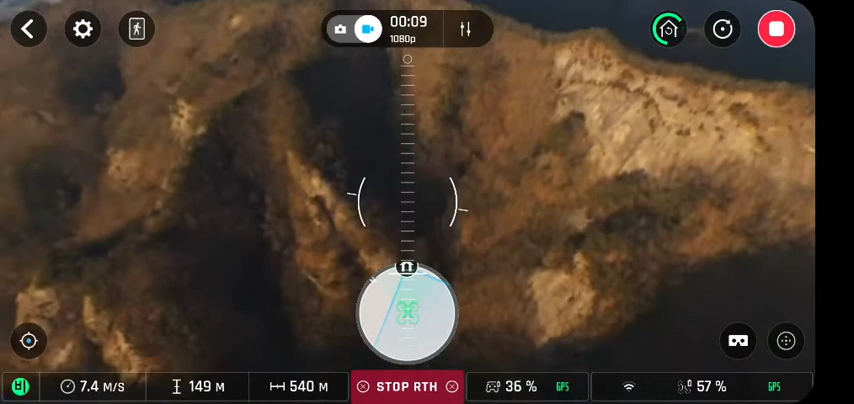 00:09
1080p
7.4 M/S
149 M
540 M
STOP RTH
36 %
GPS
57 %
GPS